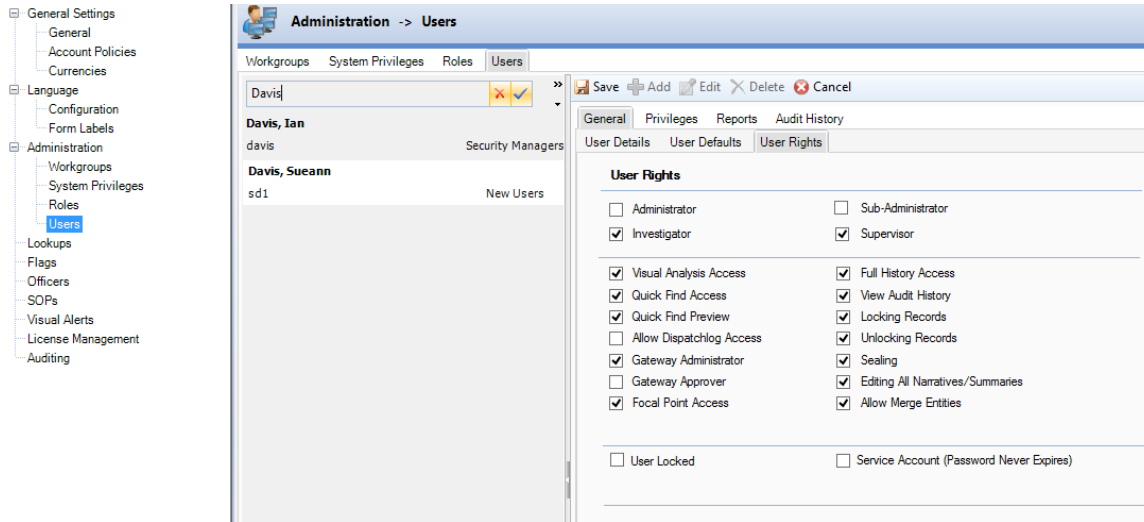 General Settings
General
Account Policies
Currencies
Language
Configuration
Form Labels
Administration
Workgroups
System Privileges
Roles
Users
Lookups
Flags
Officers
SOPs
Visual Alerts
License Management
Auditing
Administration -> Users
Workgroups System Privileges Roles Users
Davis
Davis, Ian
davis Security Managers
Davis, Sueann
sd1 New Users
Save Add Edit Delete Cancel
General Privileges Reports Audit History
User Details User Defaults User Rights
User Rights
Administrator Sub-Administrator
Investigator Supervisor
Visual Analysis Access Full History Access
Quick Find Access View Audit History
Quick Find Preview Locking Records
Allow Dispatchlog Access Unlocking Records
Gateway Administrator Sealing
Gateway Approver Editing All Narratives/Summaries
Focal Point Access Allow Merge Entities
User Locked Service Account (Password Never Expires)